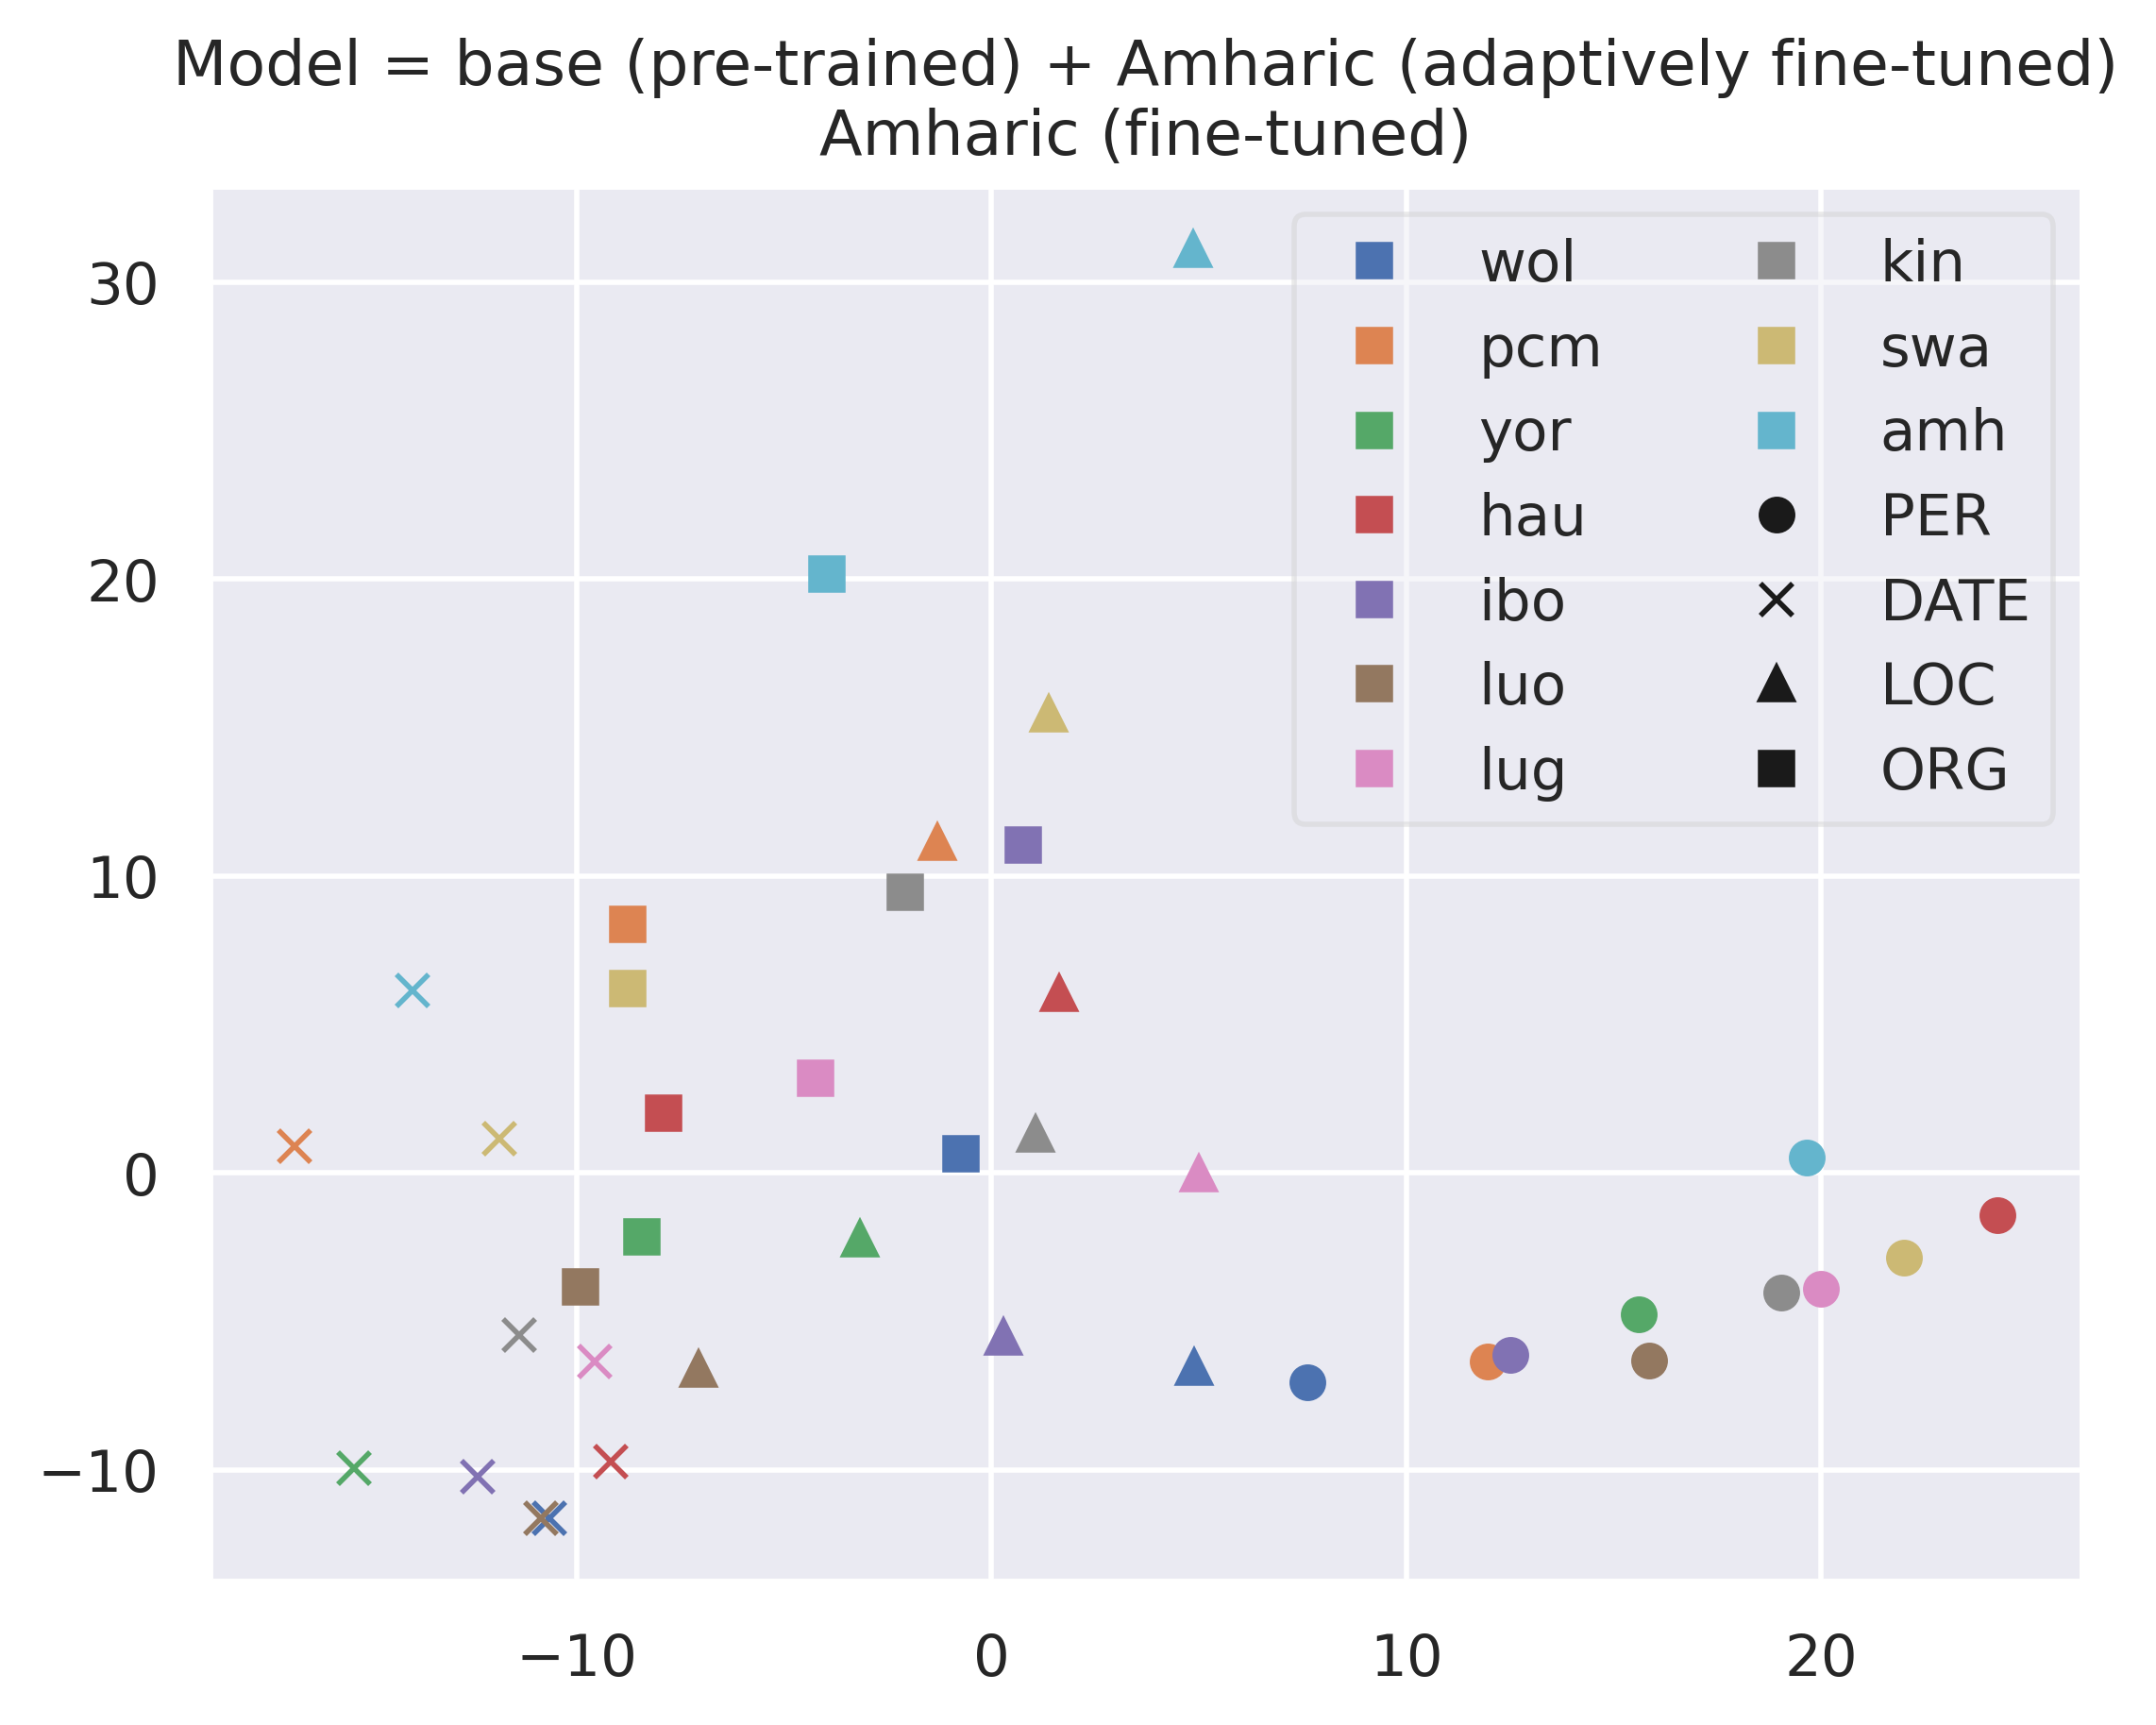 Model = base (pre-trained) + Amharic (adaptively fine-tuned)
Amharic (fine-tuned)
30
20
10
0
−10
−10
0
10
20
wol
pcm
yor
hau
ibo
luo
lug
kin
swa
amh
PER
DATE
LOC
ORG